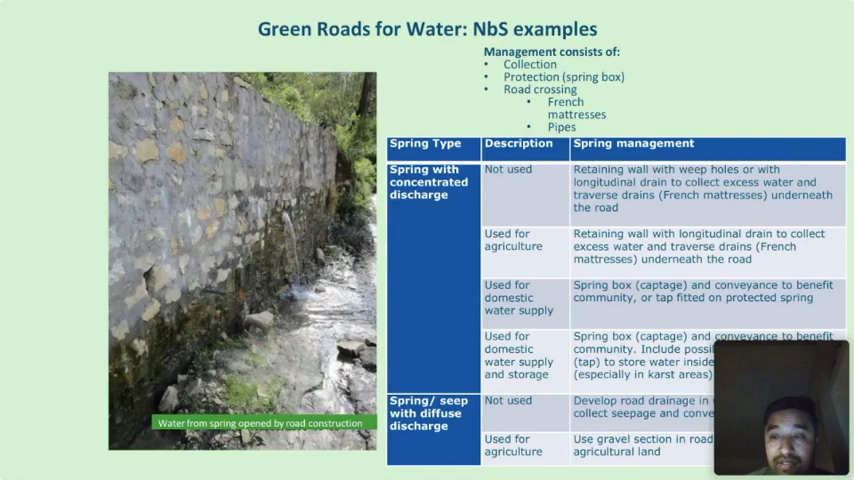 Green Roads for Water: NbS examples
Management consists of:
• Collection
• Protection (spring box)
• Road crossing
• French
mattresses
• Pipes
Spring Type
Description
Spring management
Spring with
concentrated
discharge
Not used
Retaining wall with weep holes or with
longitudinal drain to collect excess water and
traverse drains (French mattresses) underneath
the road
Used for
agriculture
Retaining wall with longitudinal drain to collect
excess water and traverse drains (French
mattresses) underneath the road
Used for
domestic
water supply
Spring box (captage) and conveyance to benefit
community, or tap fitted on protected spring
Used for
domestic
water supply
and storage
Spring box (captage) and conveyance to benefit
community. Include
(tap) to store water
(especially in karst areas)
Spring/ seep
with diffuse
discharge
Not used
Develop road drainage in
collect seepage and
Used for
agriculture
Use gravel section in road
agricultural land
Water from spring opened by road construction